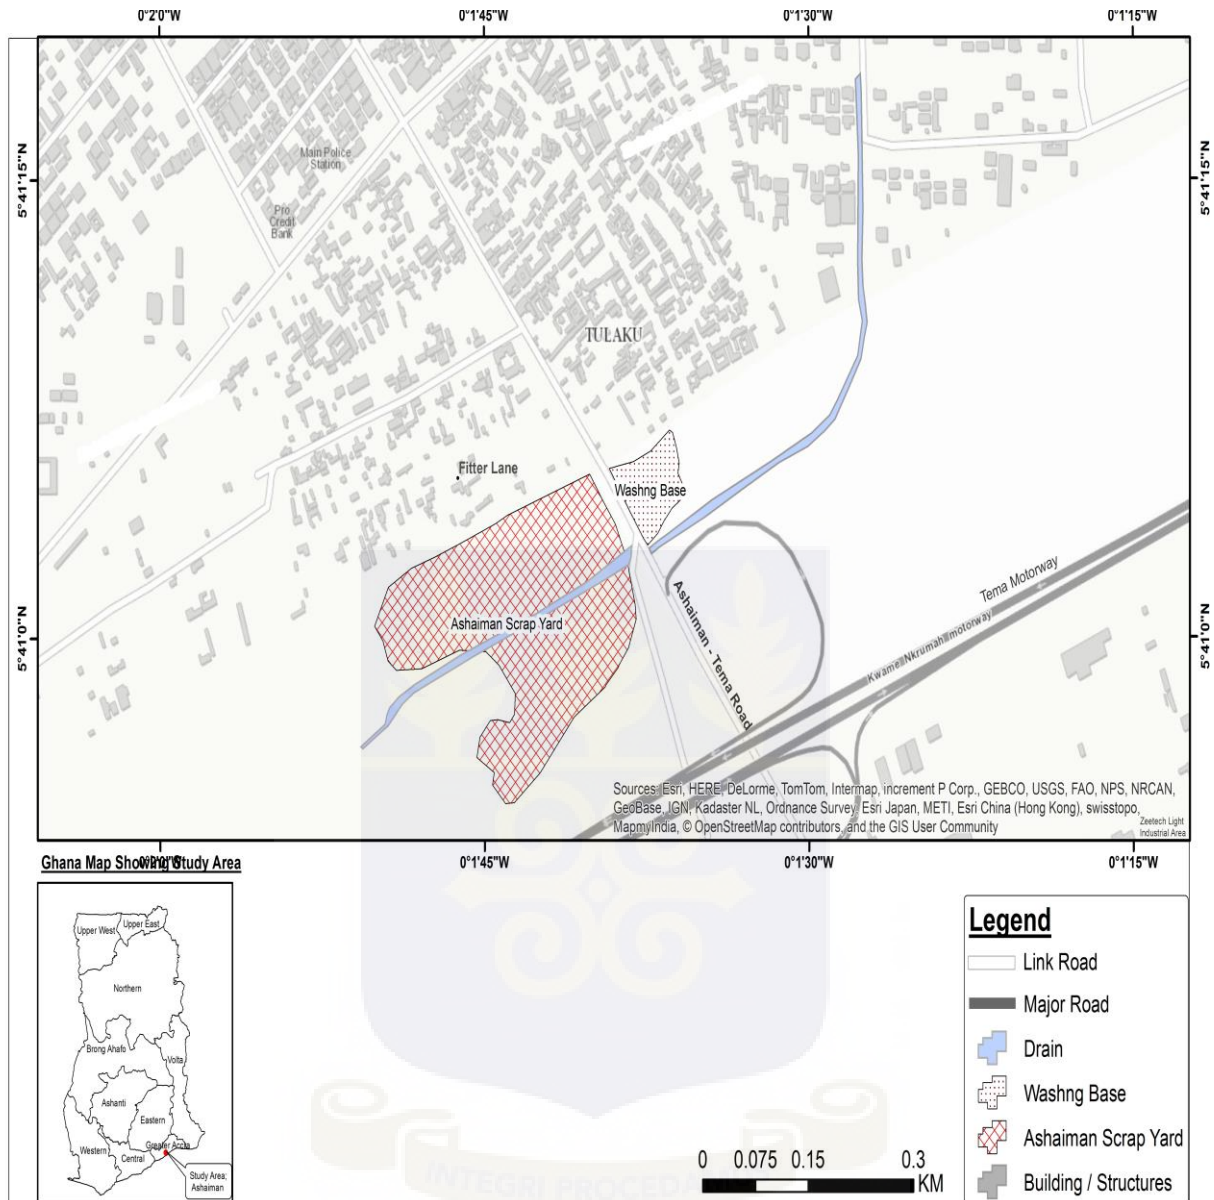 0°2'0"W
0°1'45"W
0°1'30"W
0°1'15"W
5°41'15"N
5°41'15"N
Main Police
Station
Pro
Credit
Bank
TULAKU
Fitter Lane
Washng Base
Ashaiman Scrap Yard
Ashaiman - Tema Road
Tema Motorway
Kwame Nkrumah motorway
5°41'0"N
5°41'0"N
Sources: Esri, HERE, DeLorme, TomTom, Intermap, increment P Corp., GEBCO, USGS, FAO, NPS, NRCAN,
GeoBase, IGN, Kadaster NL, Ordnance Survey, Esri Japan, METI, Esri China (Hong Kong), swisstopo,
MapmyIndia, © OpenStreetMap contributors, and the GIS User Community
Zeetech Light
Industrial Area
0°2'0"W
0°1'45"W
0°1'30"W
0°1'15"W
Ghana Map Showing Study Area
Upper West
Upper East
Northern
Brong Ahafo
Volta
Ashanti
Eastern
Greater Accra
Western
Central
Study Area;
Ashaiman
Legend
Link Road
Major Road
Drain
Washng Base
Ashaiman Scrap Yard
Building / Structures
0 0.075 0.15 0.3
KM
INTEGRI PROCEDAMUS